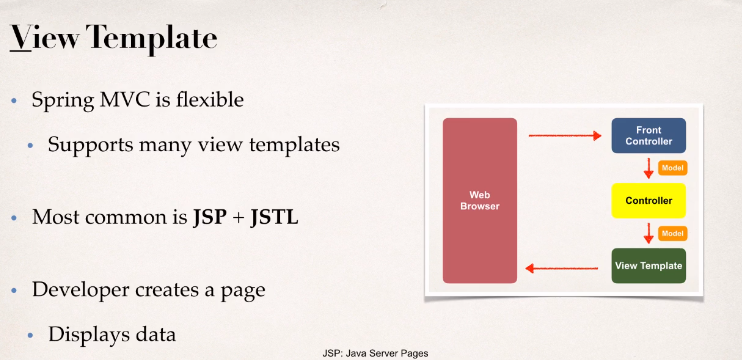 View Template
• Spring MVC is flexible
• Supports many view templates
• Most common is JSP + JSTL
• Developer creates a page
• Displays data
Web
Browser
Front
Controller
Model
Controller
Model
View Template
JSP: Java Server Pages